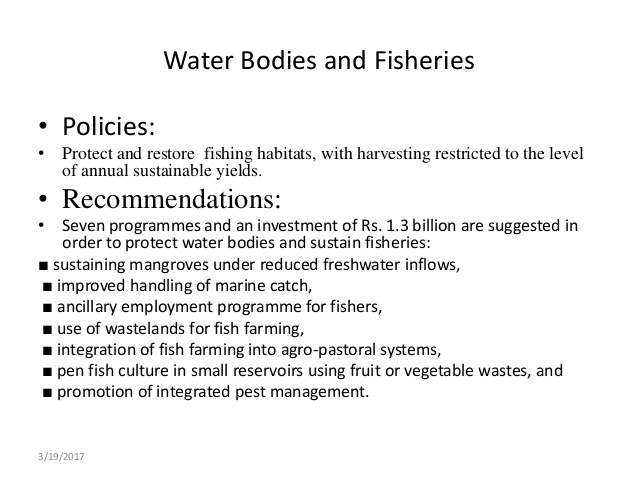 Water Bodies and Fisheries
• Policies:
• Protect and restore fishing habitats, with harvesting restricted to the level
of annual sustainable yields.
• Recommendations:
• Seven programmes and an investment of Rs. 1.3 billion are suggested in
order to protect water bodies and sustain fisheries:
■ sustaining mangroves under reduced freshwater inflows,
■ improved handling of marine catch,
■ ancillary employment programme for fishers,
■ use of wastelands for fish farming,
■ integration of fish farming into agro-pastoral systems,
■ pen fish culture in small reservoirs using fruit or vegetable wastes, and
■ promotion of integrated pest management.
3/19/2017